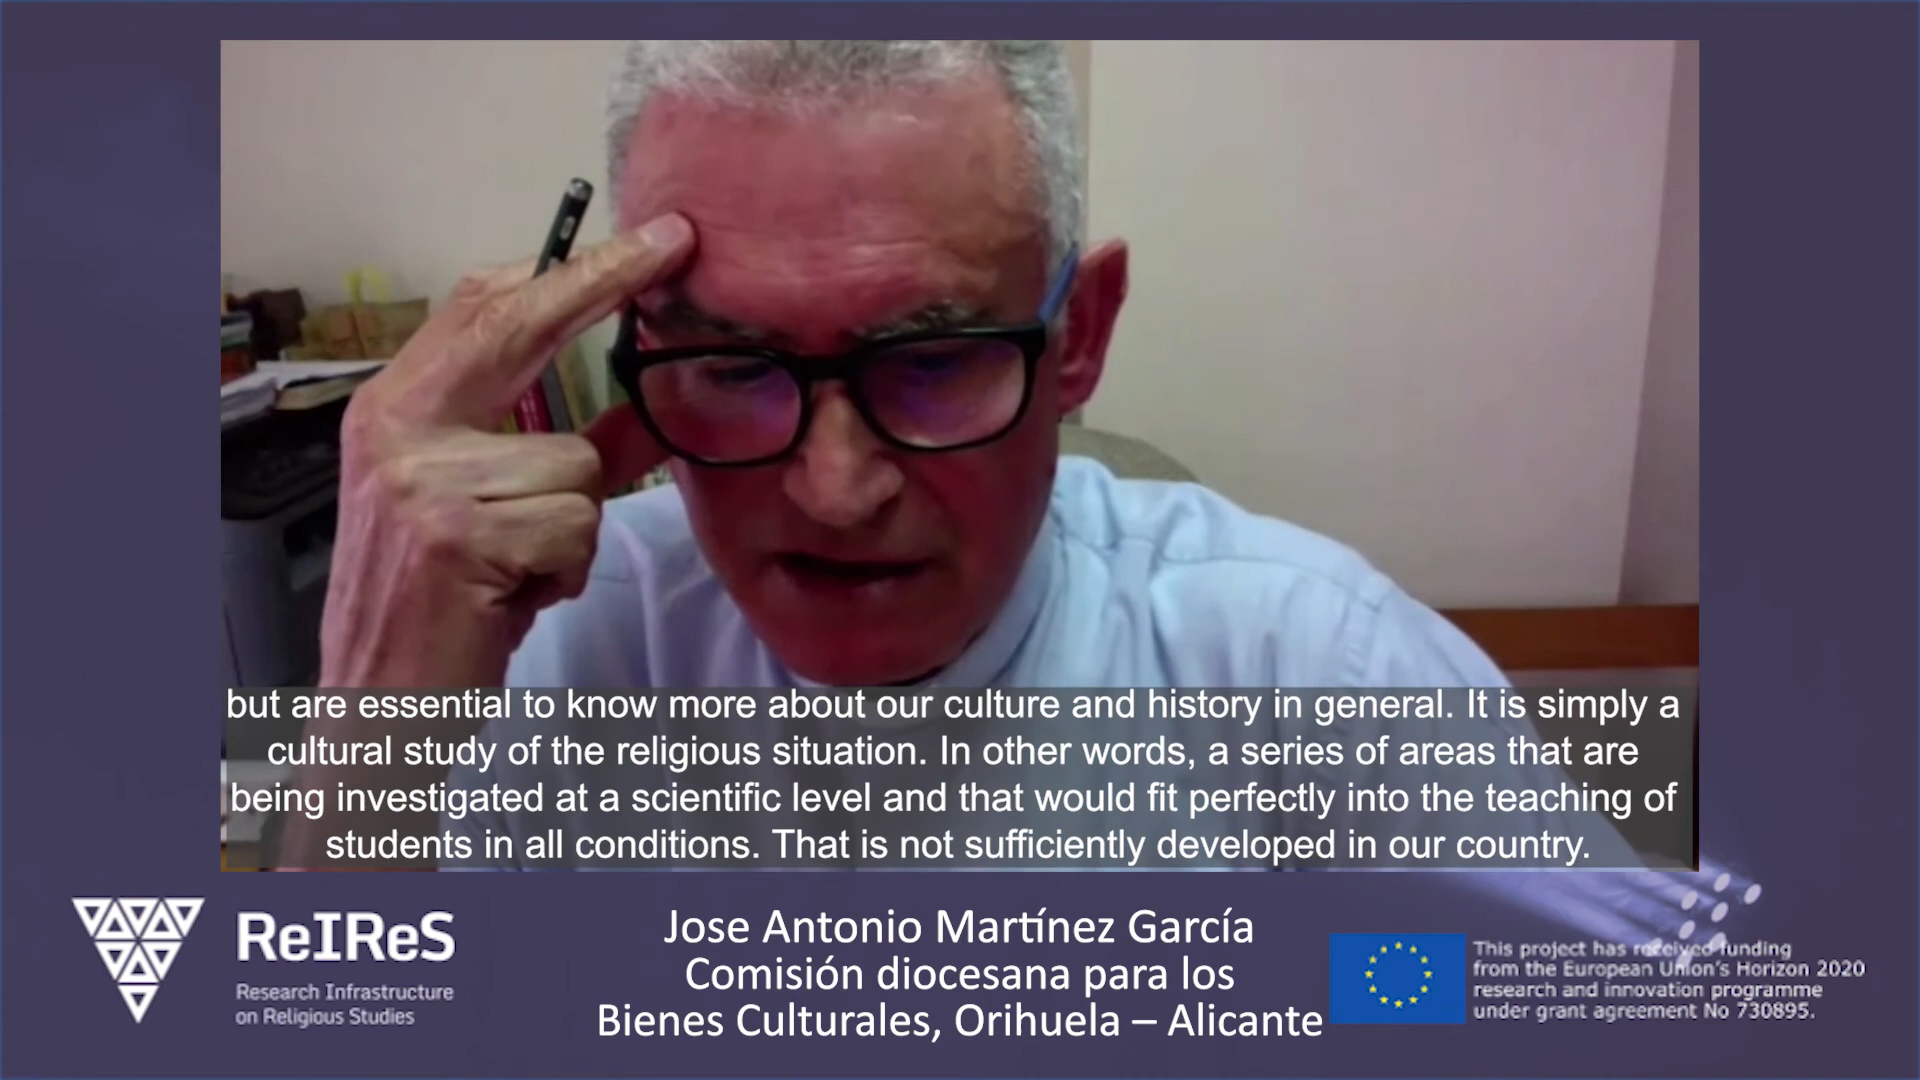 but are essential to know more about our culture and history in general. It is simply a
cultural study of the religious situation. In other words, a series of areas that are
being investigated at a scientific level and that would fit perfectly into the teaching of
students in all conditions. That is not sufficiently developed in our country.
ReIReS
Research Infrastructure
on Religious Studies
Jose Antonio Martínez García
Comisión diocesana para los
Bienes Culturales, Orihuela – Alicante
This project has received funding
from the European Union's Horizon 2020
research and innovation programme
under grant agreement No 730895.